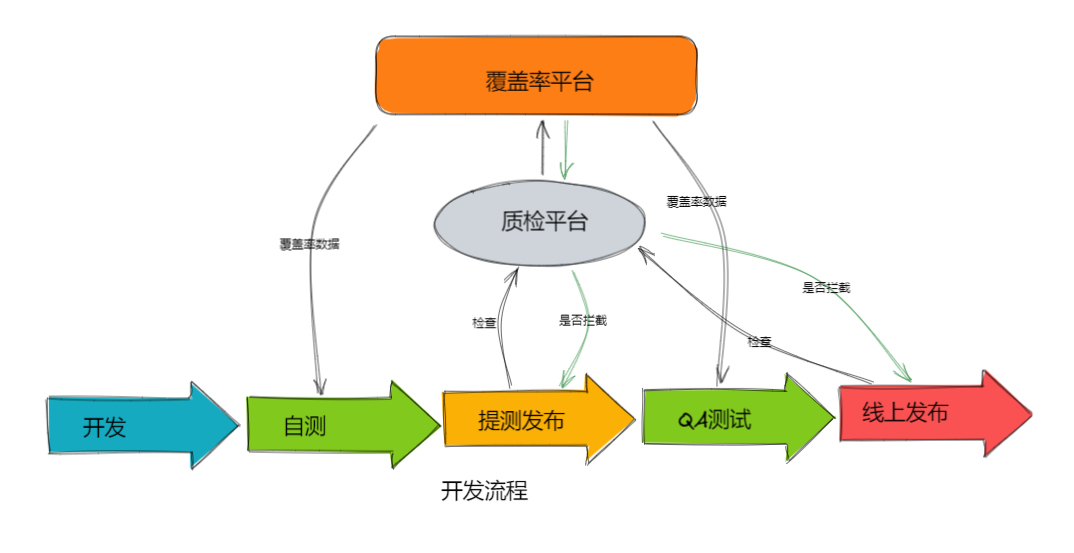 覆盖率平台
质检平台
覆盖率数据
覆盖率数据
是否拦截
检查
是否拦截
检查
开发
自测
提测发布
QA测试
线上发布
开发流程